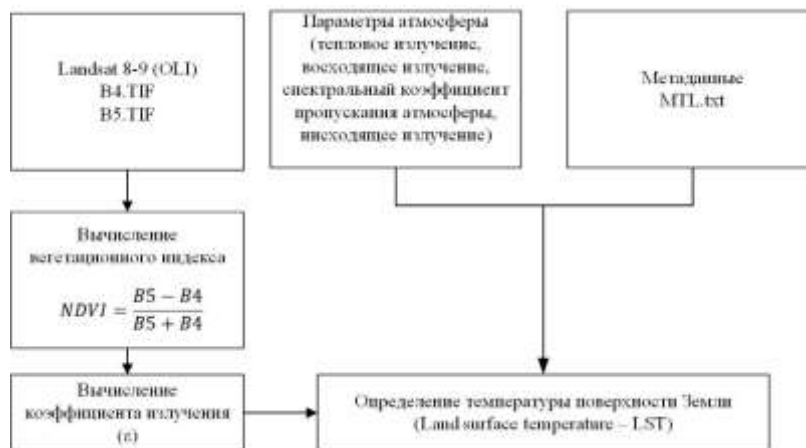 Landsat 8-9 (OLI)
B4.TIF
B5.TIF
Параметры атмосферы
(тепловое излучение,
восходящее излучение,
спектральный коэффициент
пропускания атмосферы,
нисходящее излучение)
Метаданные
MTL.txt
Вычисление
вегетационного индекса
NDVI = (B5 − B4) / (B5 + B4)
Вычисление
коэффициента излучения
(ε)
Определение температуры поверхности Земли
(Land surface temperature – LST)